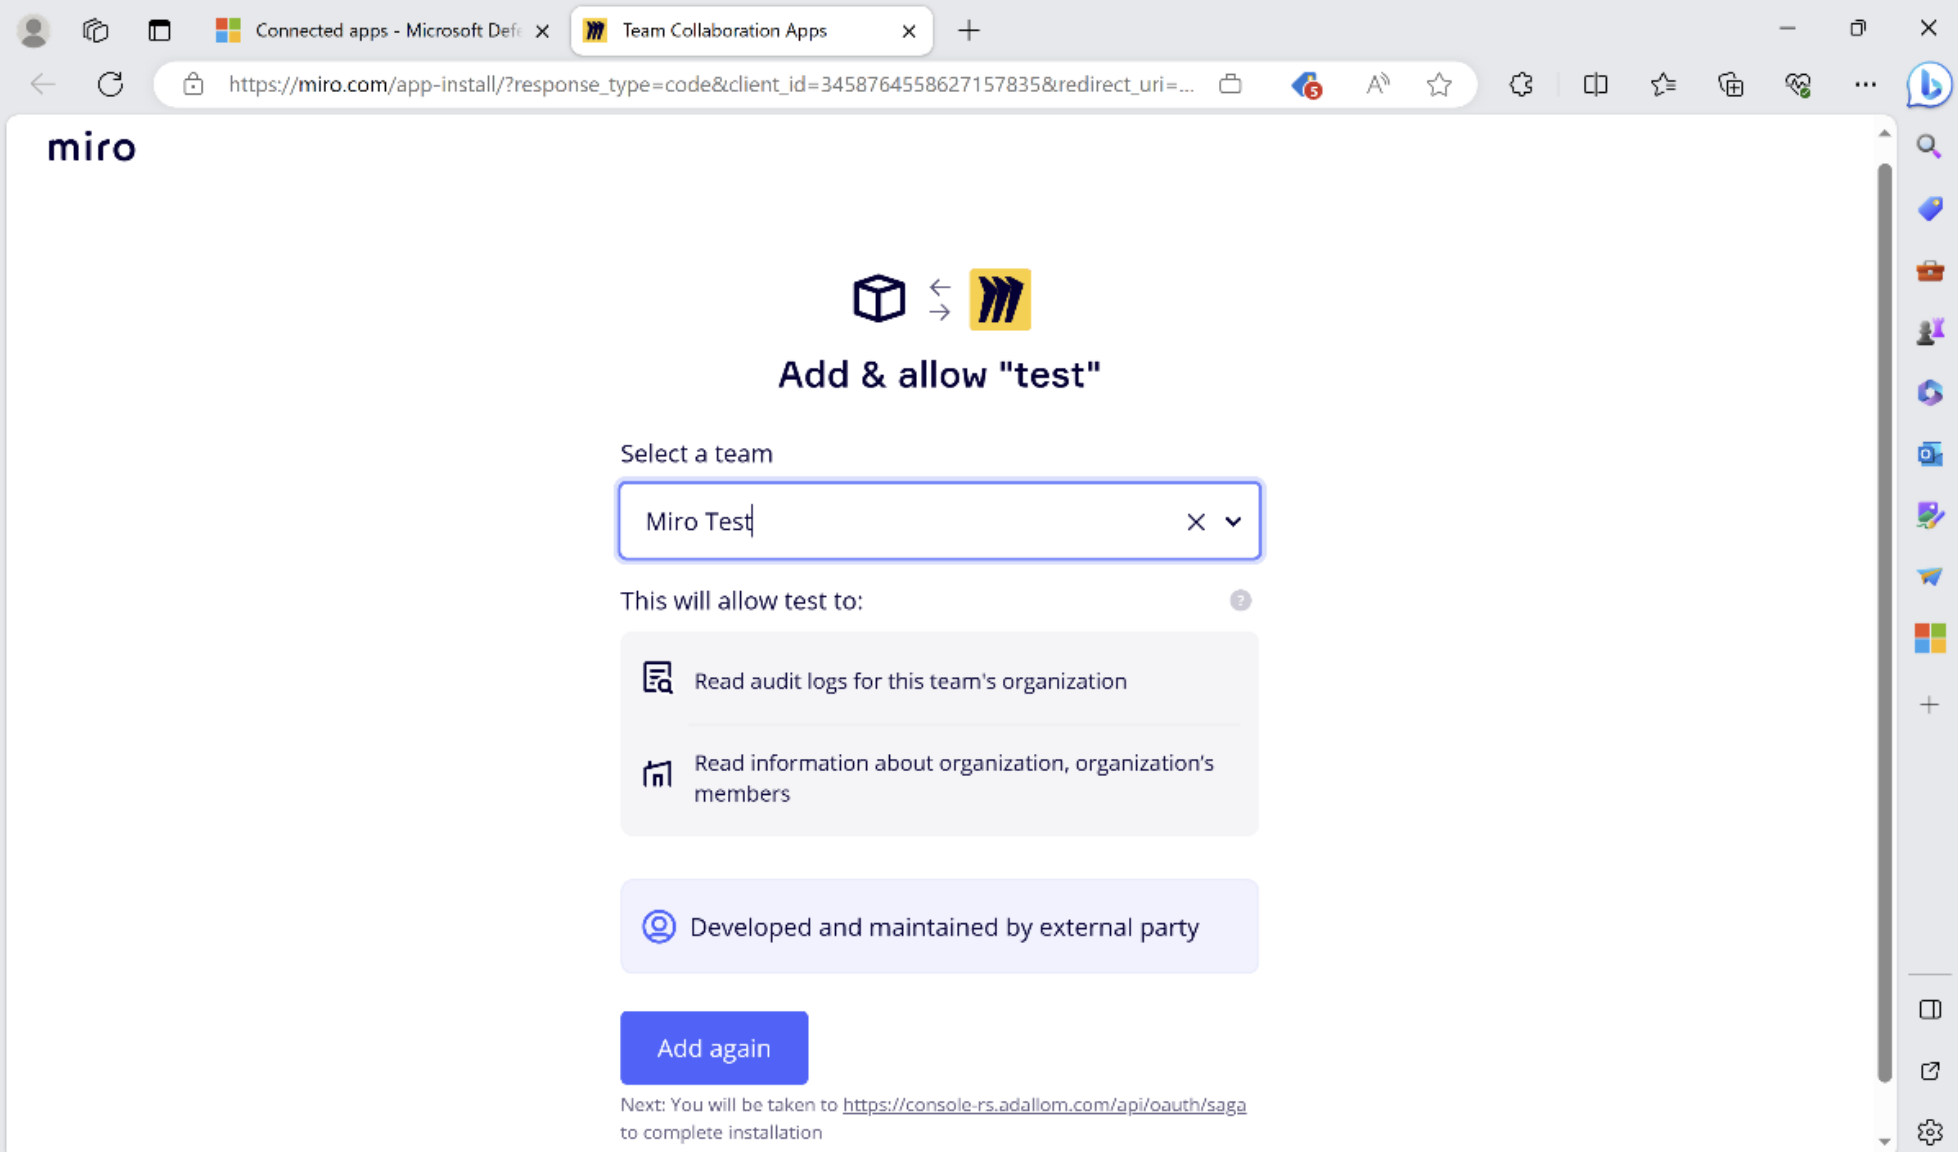 Connected apps - Microsoft Def
Team Collaboration Apps
https://miro.com/app-install/?response_type=code&client_id=3458764558627157835&redirect_uri=...
5
miro
Add & allow "test"
Select a team
Miro Test
This will allow test to:
?
Read audit logs for this team's organization
Read information about organization, organization's
members
Developed and maintained by external party
Add again
Next: You will be taken to https://console-rs.adallom.com/api/oauth/saga
to complete installation